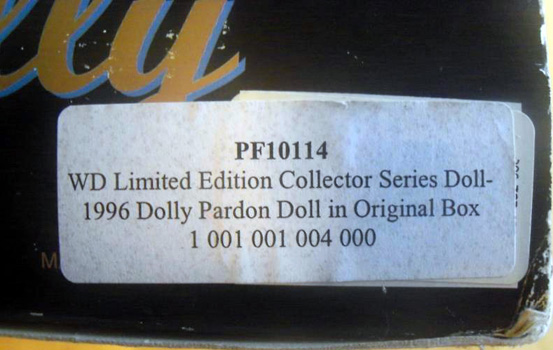 lly
PF10114
WD Limited Edition Collector Series Doll-
1996 Dolly Pardon Doll in Original Box
1 001 001 004 000
M